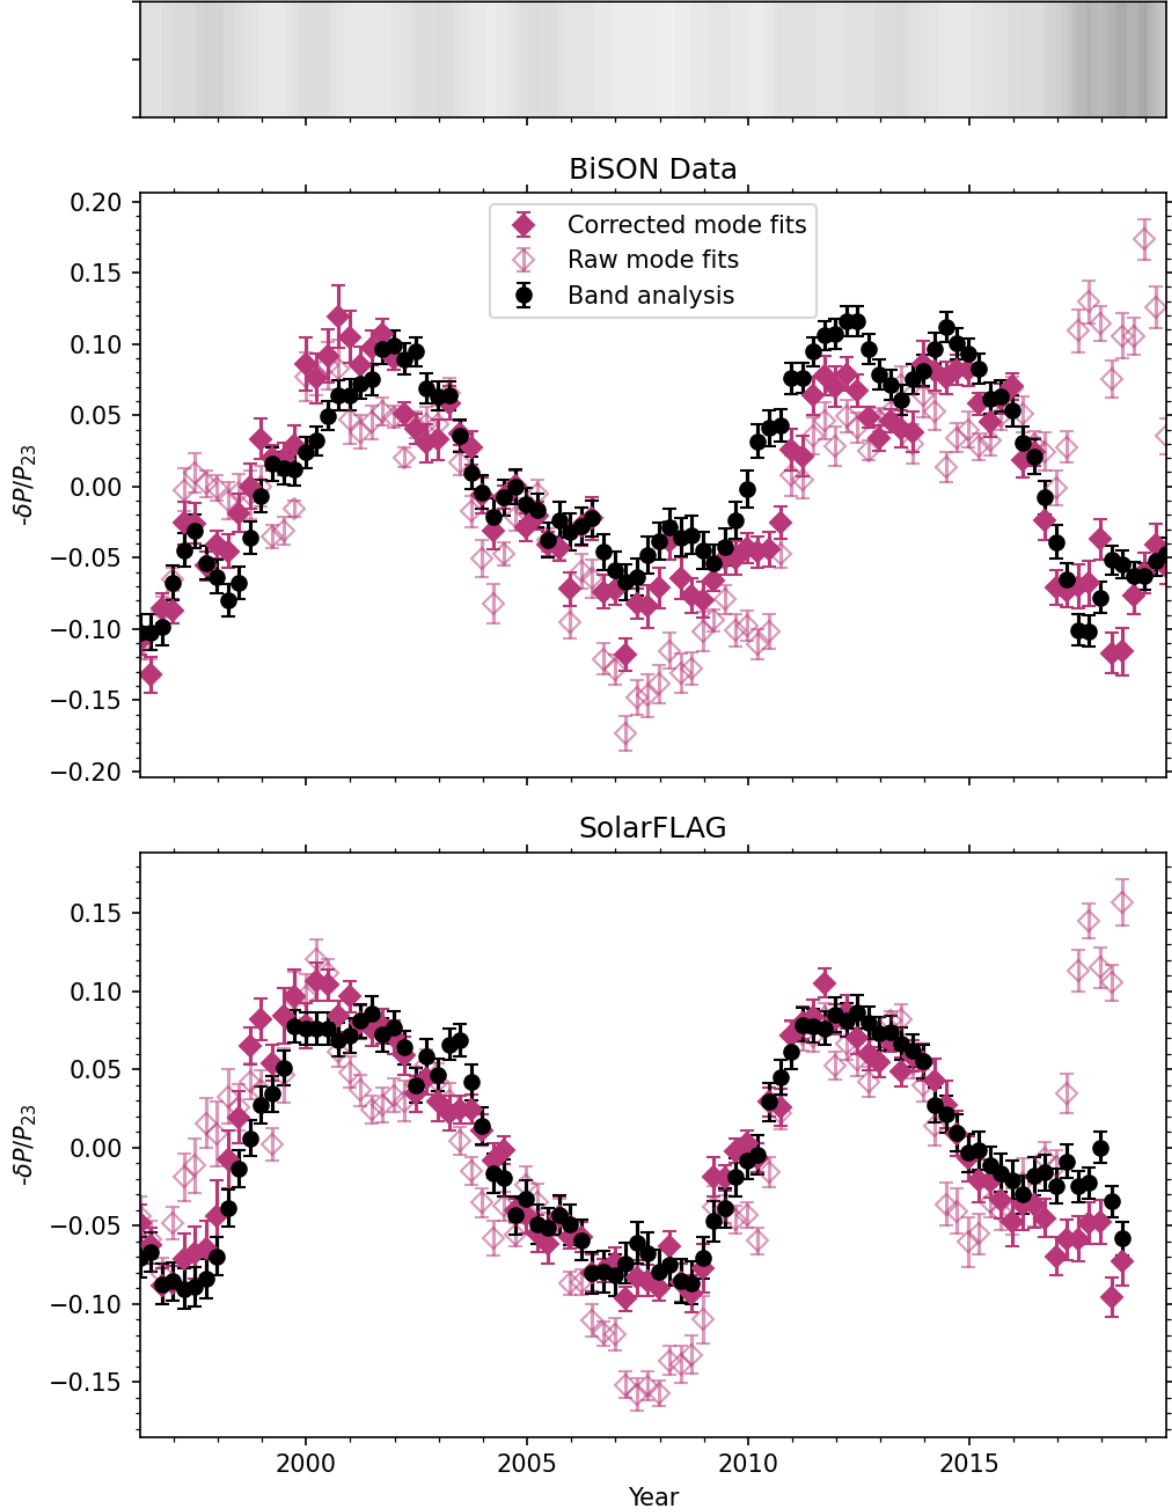 BiSON Data
0.20
0.15
0.10
0.05
0.00
−0.05
−0.10
−0.15
−0.20
-δP/P23
Corrected mode fits
Raw mode fits
Band analysis
SolarFLAG
0.15
0.10
0.05
0.00
−0.05
−0.10
−0.15
-δP/P23
2000 2005 2010 2015
Year